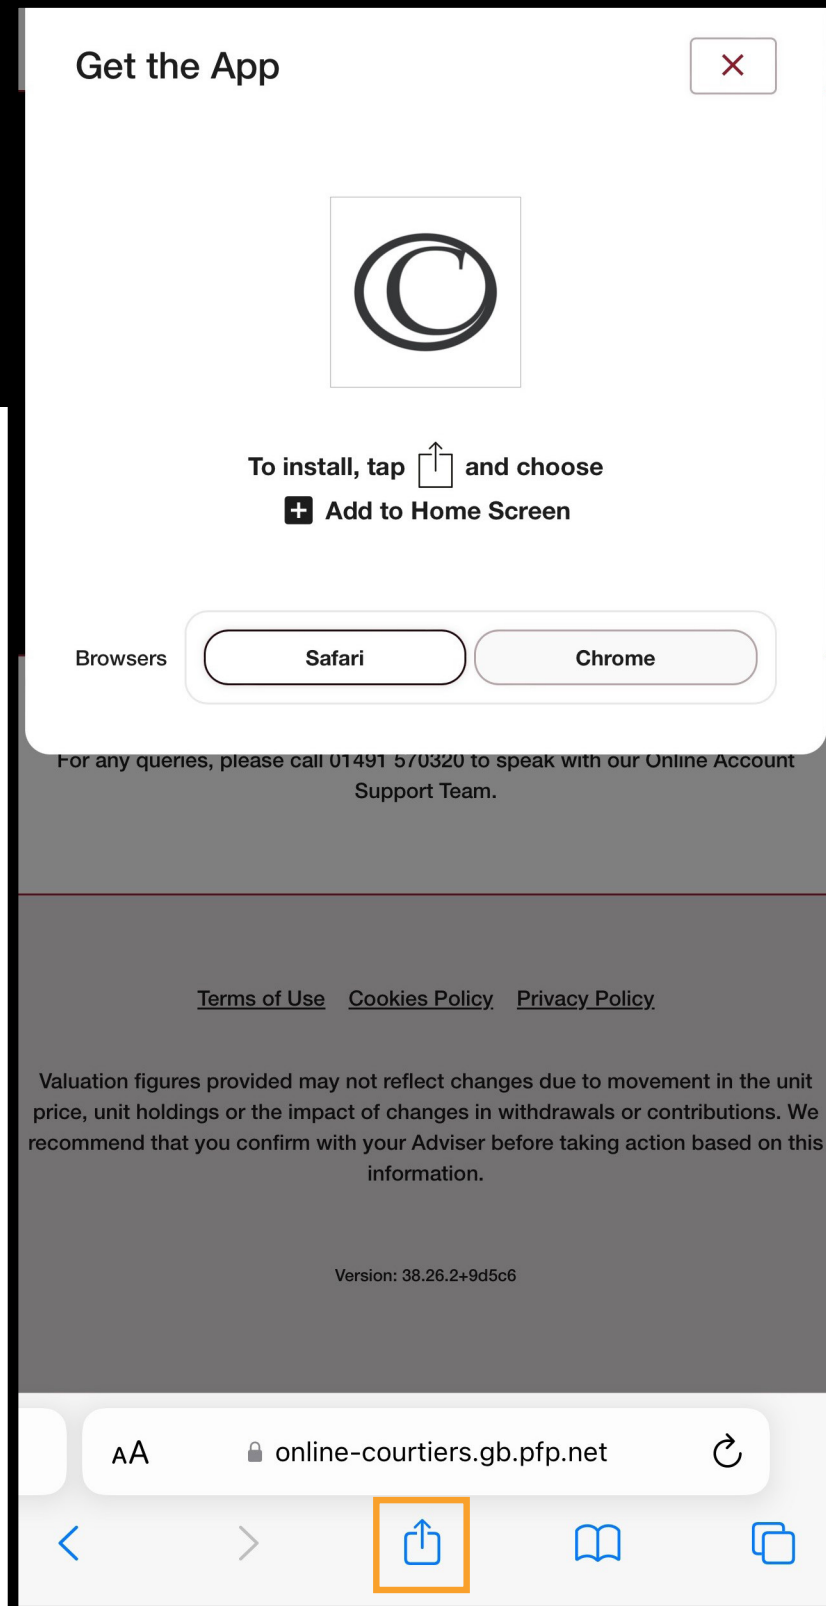 Get the App
To install, tap and choose
Add to Home Screen
Browsers Safari Chrome
For any queries, please call 01491 570320 to speak with our Online Account
Support Team.
Terms of Use Cookies Policy Privacy Policy
Valuation figures provided may not reflect changes due to movement in the unit
price, unit holdings or the impact of changes in withdrawals or contributions. We
recommend that you confirm with your Adviser before taking action based on this
information.
Version: 38.26.2+9d5c6
AA online-courtiers.gb.pfp.net